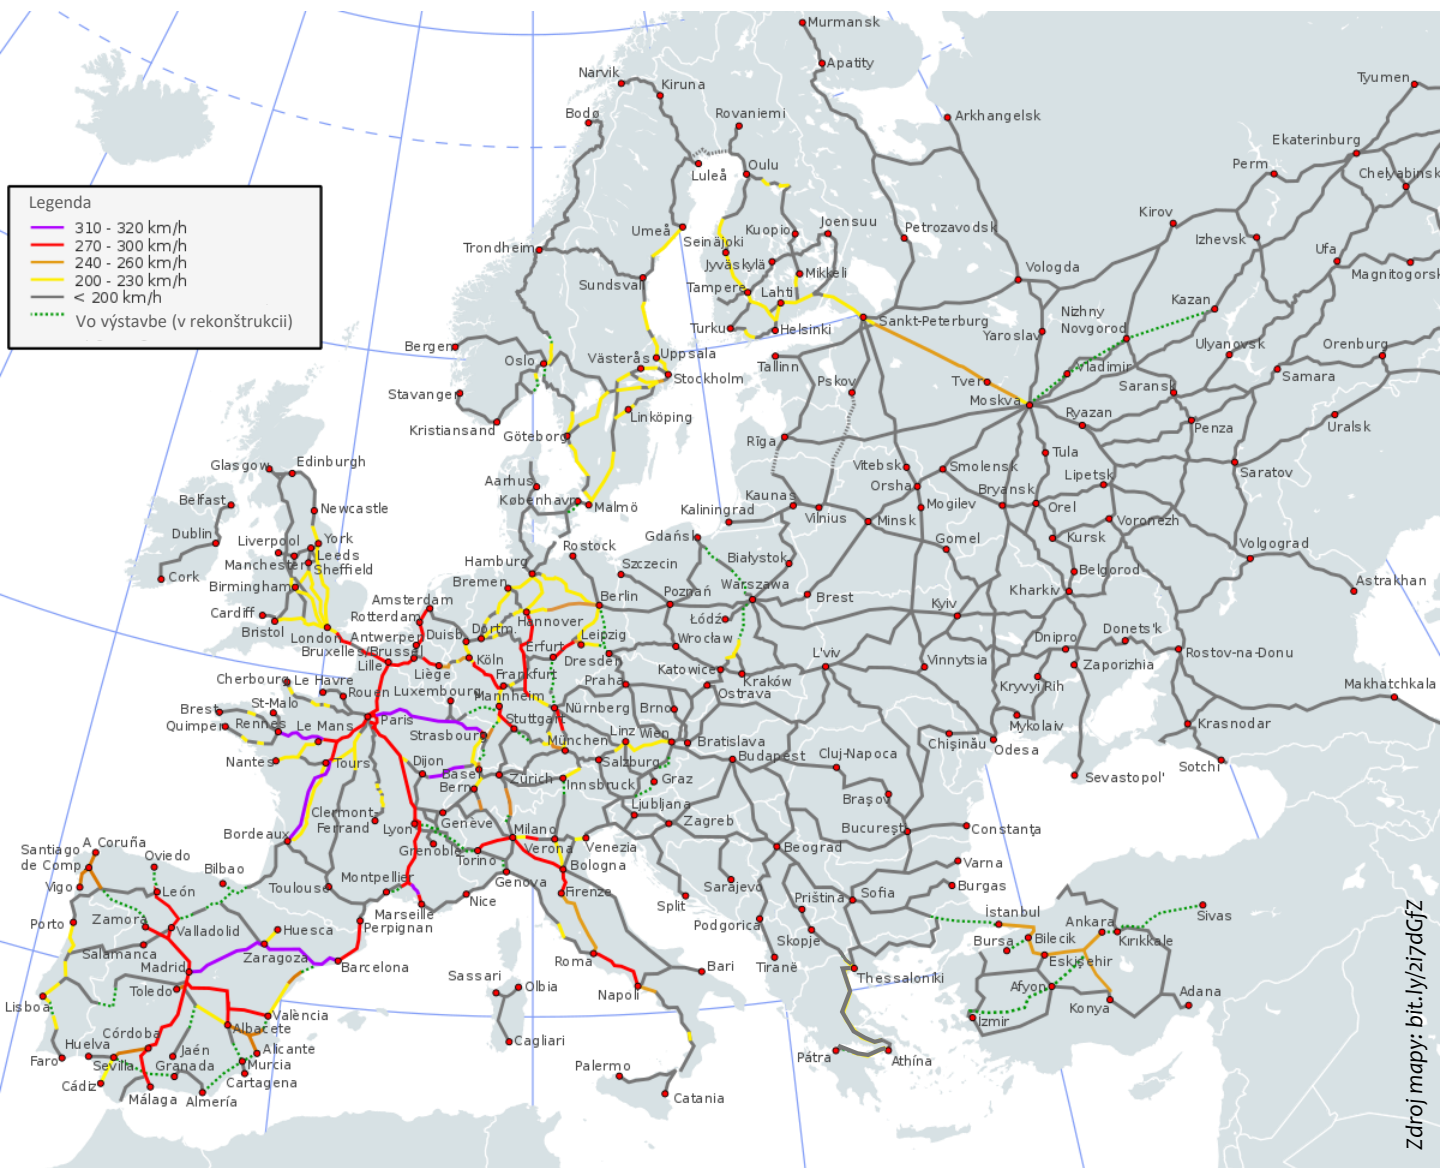 Murmansk
Apatity
Narvik
Kiruna
Tyumen
Bodø
Rovaniemi
Arkhangelsk
Ekaterinburg
Luleå
Oulu
Perm
Chelyabinsk
Legenda
310 - 320 km/h
270 - 300 km/h
240 - 260 km/h
200 - 230 km/h
< 200 km/h
Vo výstavbe (v rekonštrukcii)
Umeå
Seinäjoki
Kuopio
Joensuu
Petrozavodsk
Kirov
Izhevsk
Ufa
Trondheim
Jyväskylä
Mikkeli
Vologda
Magnitogorsk
Sundsval
Tampere
Lahti
Kazan
Turku
Helsinki
Sankt-Peterburg
Yaroslav
Nizhny
Novgorod
Bergen
Oslo
Västerås
Uppsala
Stockholm
Tallinn
Pskov
Tver
Moskva
Vladimir
Ulyanovsk
Orenburg
Saransk
Samara
Stavanger
Kristiansand
Göteborg
Linköping
Rīga
Ryazan
Penza
Uralsk
Tula
Glasgow
Edinburgh
Aarhus
København
Malmö
Vitebsk
Smolensk
Orsha
Mogilev
Bryansk
Lipetsk
Saratov
Belfast
Newcastle
Kaliningrad
Kaunas
Vilnius
Minsk
Orel
Voronezh
Dublin
Liverpool
York
Leeds
Manchester
Sheffield
Gdańsk
Rostock
Kursk
Gomel
Volgograd
Cork
Birmingham
Hamburg
Bremen
Szczecin
Białystok
Warszawa
Belgorod
Kharkiv
Astrakhan
Cardiff
Bristol
London
Amsterdam
Rotterdam
Berlin
Poznań
Brest
Kyiv
Antwerpen
Duisb.
Dortm.
Hannover
Łódź
Bruxelles/Brussel
Lille
Leipzig
Wrocław
Dnipro
Donets'k
Liège
Köln
Erfurt
Dresden
Katowice
Kraków
L'viv
Vinnytsia
Zaporizhia
Rostov-na-Donu
Cherbourg
Le Havre
Rouen
Luxembourg
Frankfurt
Mannheim
Praha
Ostrava
Kryvyi Rih
Makhachkala
Brest
St-Malo
Quimper
Rennes
Le Mans
Paris
Strasbourg
Stuttgart
Nürnberg
Brno
Mykolaiv
Krasnodar
Nantes
Tours
Dijon
Basel
Bern
Zürich
München
Linz
Wien
Salzburg
Bratislava
Budapest
Cluj-Napoca
Chişinău
Odesa
Sevastopol'
Sotchi
Innsbruck
Graz
Clermont-
Ferrand
Lyon
Genève
Ljubljana
Zagreb
Braşov
Bordeaux
Grenoble
Torino
Milano
Verona
Venezia
Bucureşti
Constanţa
A Coruña
Santiago
de Comp.
Oviedo
Bilbao
Toulouse
Montpellier
Genova
Bologna
Firenze
Beograd
Varna
Vigo
León
Nice
Sarajevo
Sofia
Burgas
Porto
Zamora
Valladolid
Huesca
Marseille
Perpignan
Split
Priština
Podgorica
Skopje
İstanbul
Ankara
Sivas
Salamanca
Zaragoza
Barcelona
Bursa
Bilecik
Kırıkkale
Madrid
Toledo
Roma
Bari
Tiranë
Thessaloniki
Eskişehir
Lisboa
Sassari
Olbia
Napoli
Afyon
Konya
Adana
València
Albacete
İzmir
Córdoba
Huelva
Faro
Sevilla
Jaén
Granada
Alicante
Murcia
Cartagena
Cagliari
Pátra
Athína
Cádiz
Málaga
Almería
Palermo
Catania
Zdroj mapy: bit.ly/2i7dGfZ